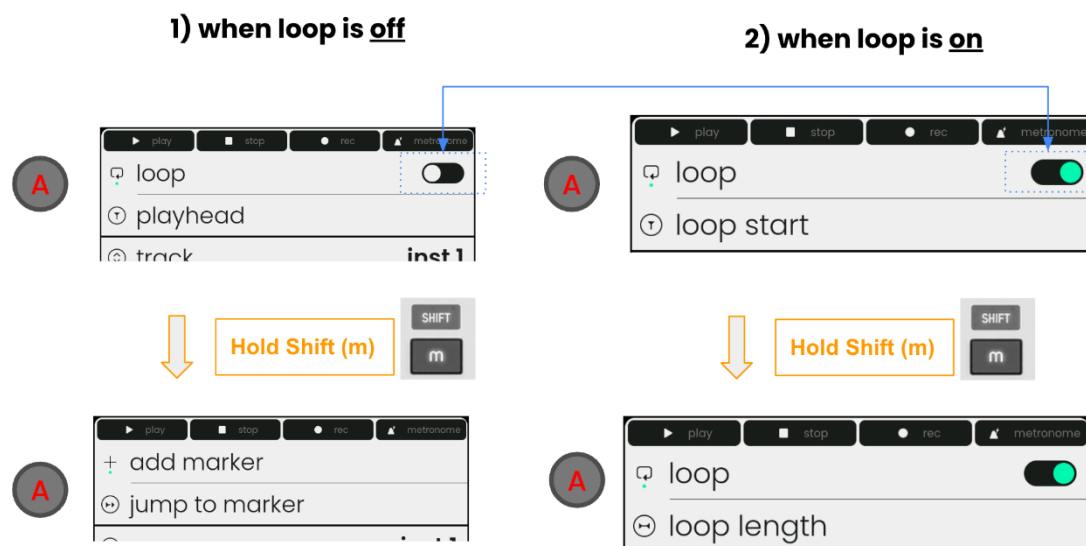 1) when loop is off
play stop rec metronome
A
loop
playhead
track inst 1
Hold Shift (m)
SHIFT
m
play stop rec metronome
A
add marker
jump to marker
2) when loop is on
play stop rec metronome
A
loop
loop start
Hold Shift (m)
SHIFT
m
play stop rec metronome
A
loop
loop length